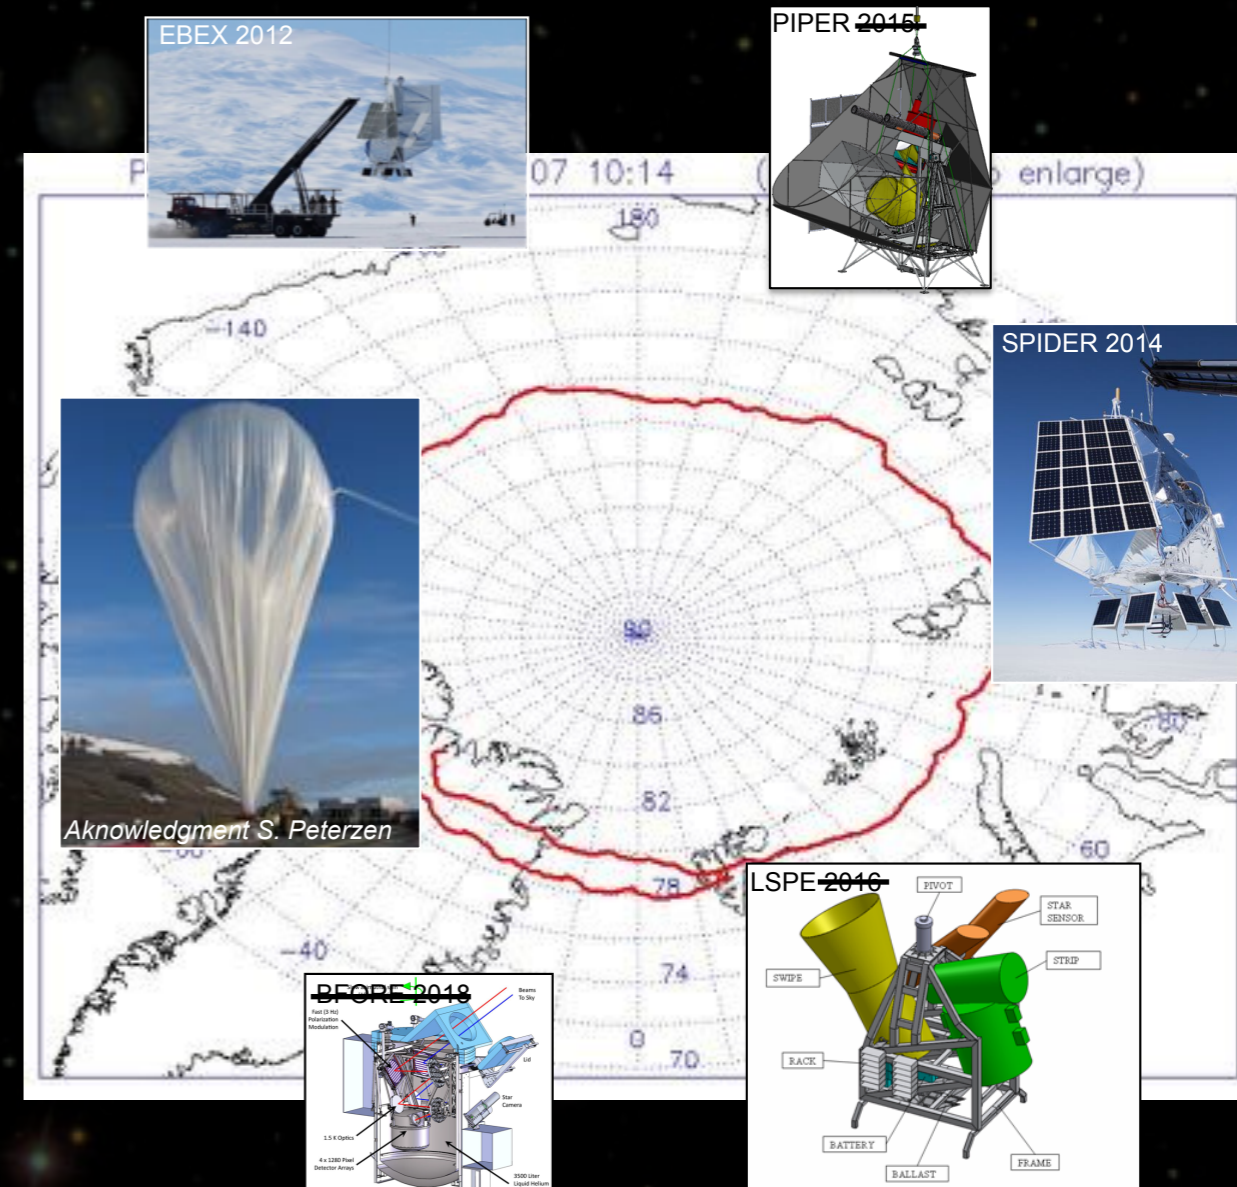 EBEX 2012
PIPER 2015
07 10:14
enlarge)
180
-140
SPIDER 2014
90
86
82
78
74
0
70
80
60
-40
Aknowledgment S. Peterzen
LSPE 2016
PIVOT
STAR
SENSOR
STRIP
SWIPE
RACK
BATTERY
BALLAST
FRAME
BFORE 2018
Beams
To Sky
Fast (3 Hz)
Polarization
Modulation
Lid
Star
Camera
1.5 K Optics
4 x 1280 Pixel
Detector Arrays
3500 Liter
Liquid Helium